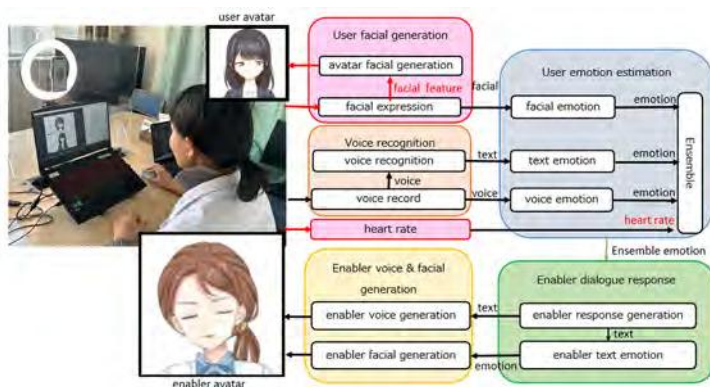 user avatar
User facial generation
avatar facial generation
facial feature
facial expression
facial
User emotion estimation
facial emotion
emotion
Voice recognition
voice recognition
text
text emotion
emotion
Ensemble
voice
voice record
voice
voice emotion
emotion
heart rate
heart rate
Ensemble emotion
Enabler voice & facial
generation
Enabler dialogue response
enabler voice generation
text
enabler response generation
text
enabler facial generation
emotion
enabler text emotion
enabler avatar